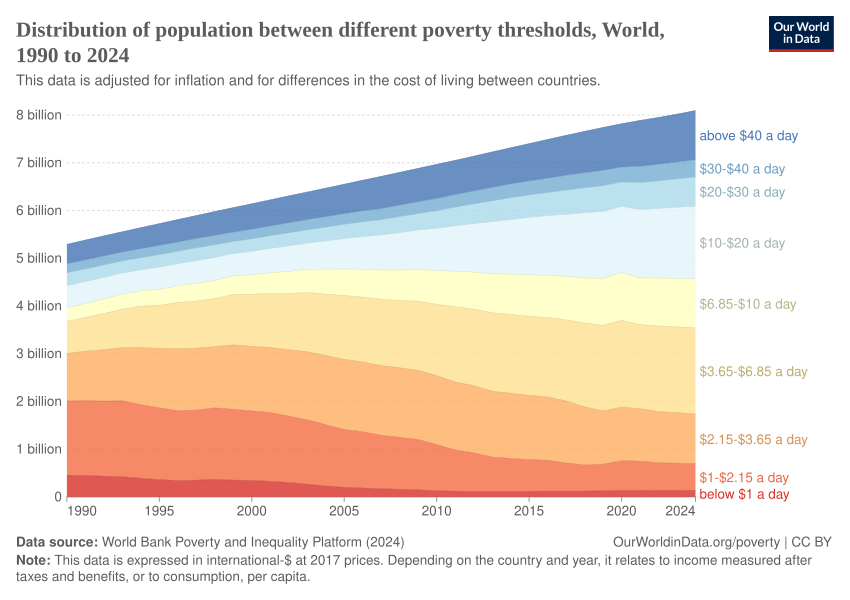 Distribution of population between different poverty thresholds, World,
1990 to 2024
Our World
in Data
This data is adjusted for inflation and for differences in the cost of living between countries.
8 billion
7 billion
6 billion
5 billion
4 billion
3 billion
2 billion
1 billion
0
above $40 a day
$30-$40 a day
$20-$30 a day
$10-$20 a day
$6.85-$10 a day
$3.65-$6.85 a day
$2.15-$3.65 a day
$1-$2.15 a day
below $1 a day
1990 1995 2000 2005 2010 2015 2020 2024
Data source: World Bank Poverty and Inequality Platform (2024) OurWorldinData.org/poverty | CC BY
Note: This data is expressed in international-$ at 2017 prices. Depending on the country and year, it relates to income measured after
taxes and benefits, or to consumption, per capita.